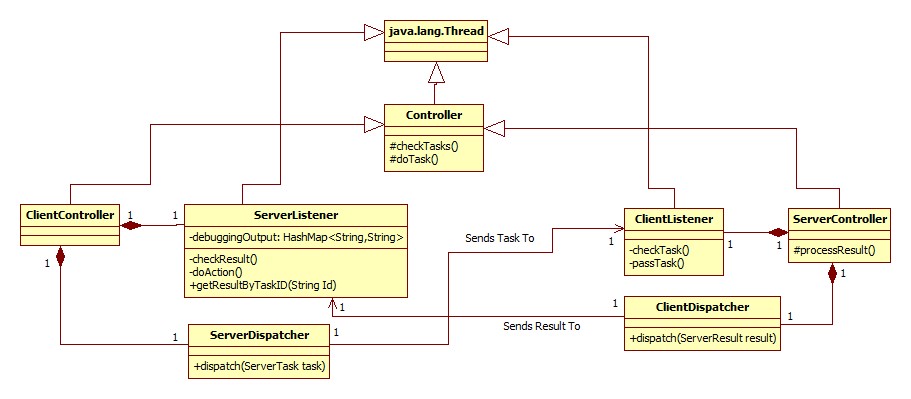 java.lang.Thread
Controller
#checkTasks()
#doTask()
ClientController
1
1
ServerListener
-debuggingOutput: HashMap<String,String>
-checkResult()
-doAction()
+getResultByTaskID(String Id)
Sends Task To
1
ClientListener
-checkTask()
-passTask()
1
1
ServerController
#processResult()
1
1
1
1
ServerDispatcher
+dispatch(ServerTask task)
1
1
Sends Result To
1
ClientDispatcher
+dispatch(ServerResult result)
1